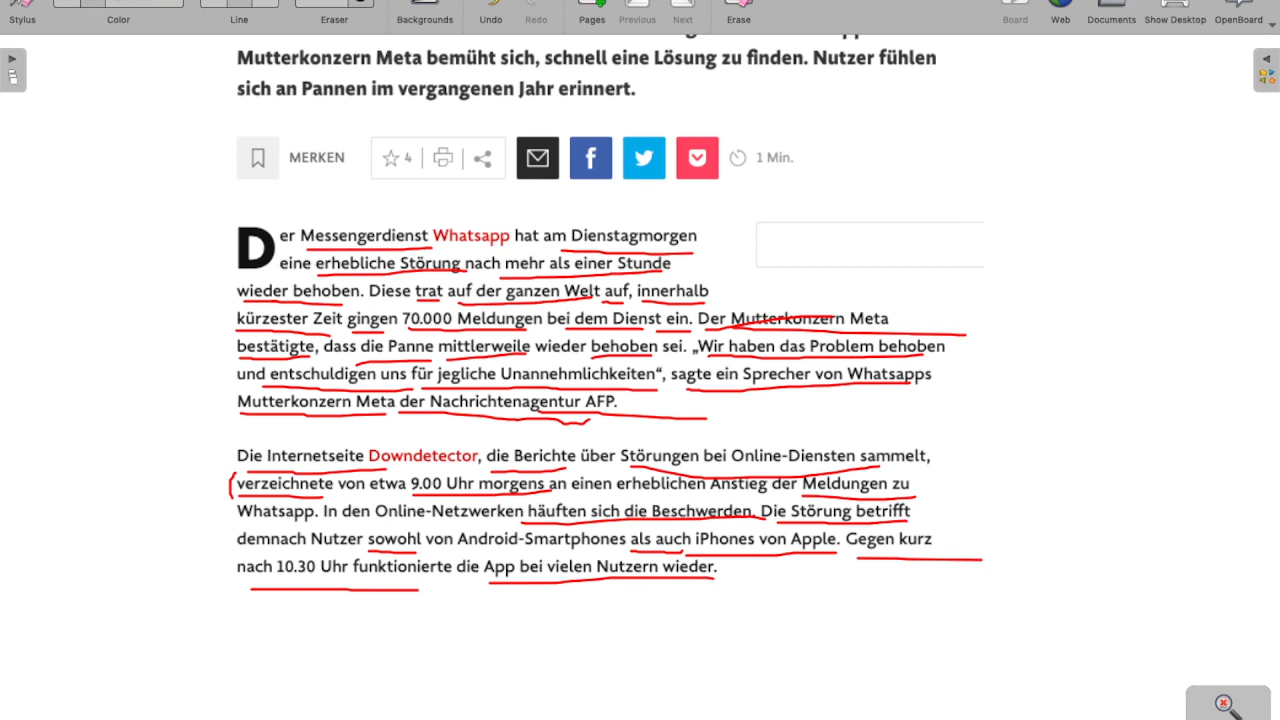 Stylus Color Line Eraser Backgrounds Undo Redo Pages Previous Next Erase Board Web Documents Show Desktop OpenBoard
Mutterkonzern Meta bemüht sich, schnell eine Lösung zu finden. Nutzer fühlen
sich an Pannen im vergangenen Jahr erinnert.
MERKEN 4 1 Min.
Der Messengerdienst Whatsapp hat am Dienstagmorgen
eine erhebliche Störung nach mehr als einer Stunde
wieder behoben. Diese trat auf der ganzen Welt auf, innerhalb
kürzester Zeit gingen 70.000 Meldungen bei dem Dienst ein. Der Mutterkonzern Meta
bestätigte, dass die Panne mittlerweile wieder behoben sei. „Wir haben das Problem behoben
und entschuldigen uns für jegliche Unannehmlichkeiten“, sagte ein Sprecher von Whatsapps
Mutterkonzern Meta der Nachrichtenagentur AFP.
Die Internetseite Downdetector, die Berichte über Störungen bei Online-Diensten sammelt,
verzeichnete von etwa 9.00 Uhr morgens an einen erheblichen Anstieg der Meldungen zu
Whatsapp. In den Online-Netzwerken häuften sich die Beschwerden. Die Störung betrifft
demnach Nutzer sowohl von Android-Smartphones als auch iPhones von Apple. Gegen kurz
nach 10.30 Uhr funktionierte die App bei vielen Nutzern wieder.